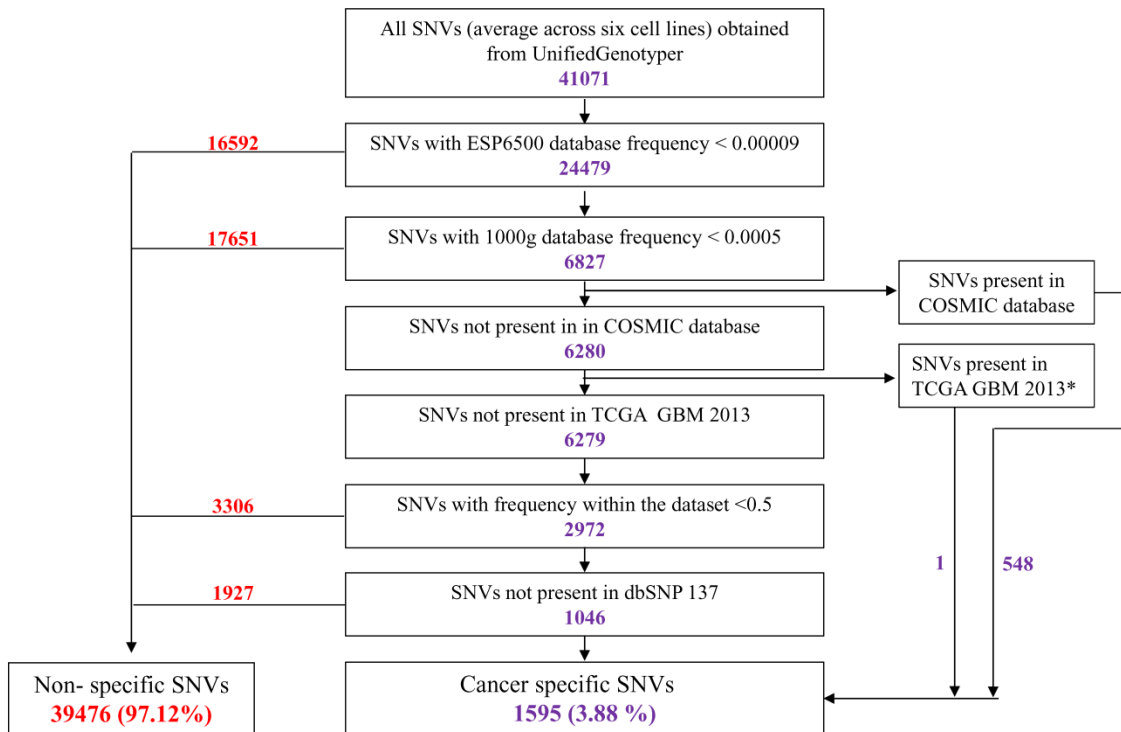 All SNVs (average across six cell lines) obtained
from UnifiedGenotyper
41071
16592
SNVs with ESP6500 database frequency < 0.00009
24479
17651
SNVs with 1000g database frequency < 0.0005
6827
SNVs present in
COSMIC database
SNVs not present in in COSMIC database
6280
SNVs present in
TCGA GBM 2013*
SNVs not present in TCGA GBM 2013
6279
3306
SNVs with frequency within the dataset <0.5
2972
1
548
1927
SNVs not present in dbSNP 137
1046
Non- specific SNVs
39476 (97.12%)
Cancer specific SNVs
1595 (3.88 %)